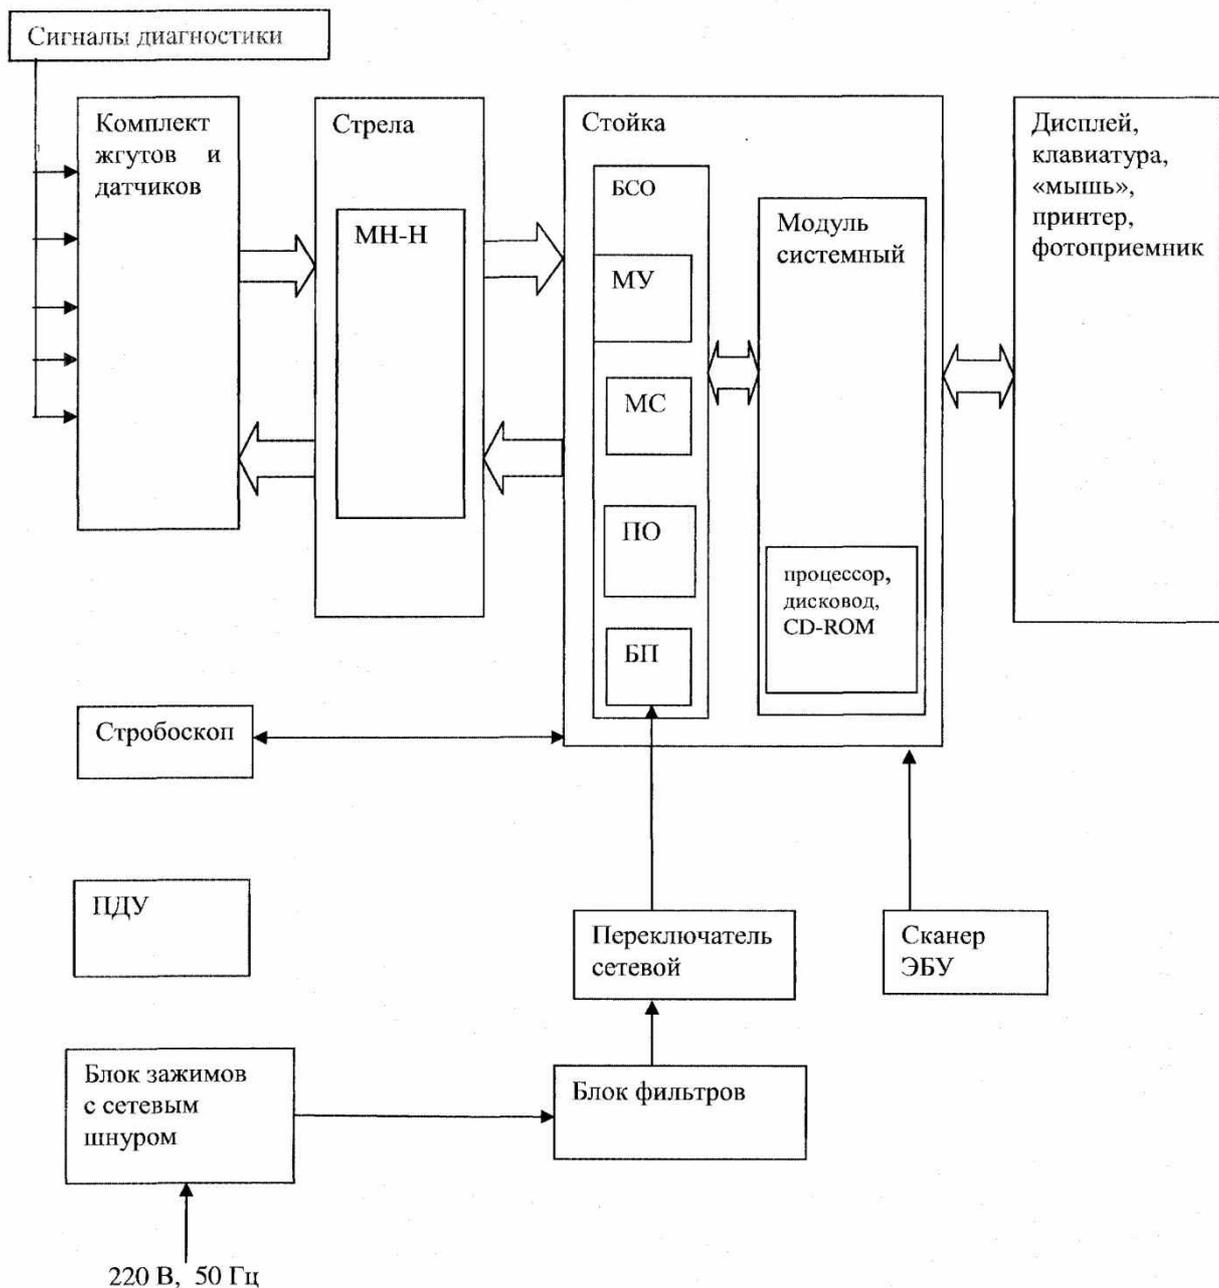 Сигналы диагностики
Комплект
жгутов и
датчиков
Стрела
МН-Н
Стойка
БСО
МУ
МС
ПО
БП
Модуль
системный
процессор,
дисковод,
CD-ROM
Дисплей,
клавиатура,
«мышь»,
принтер,
фотоприемник
Стробоскоп
ПДУ
Переключатель
сетевой
Сканер
ЭБУ
Блок зажимов
с сетевым
шнуром
Блок фильтров
220 В, 50 Гц